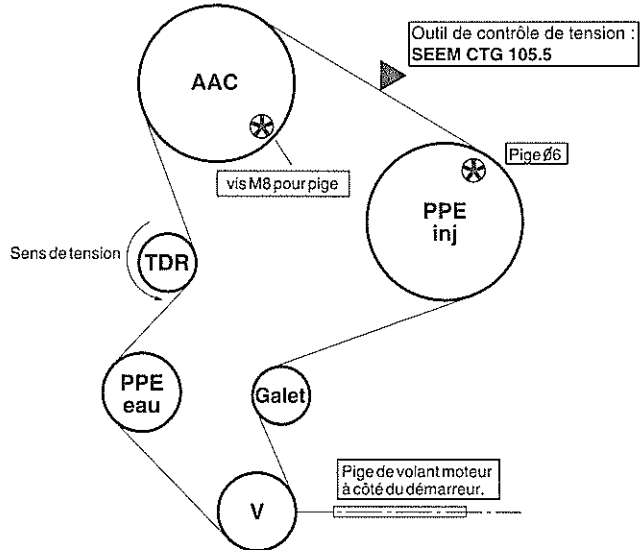 Outil de contrôle de tension :
SEEM CTG 105.5
AAC
Pige Ø6
vis M8 pour pige
PPE
inj
Sens de tension
TDR
PPE
eau
Galet
Pige de volant moteur
à côté du démarreur.
V